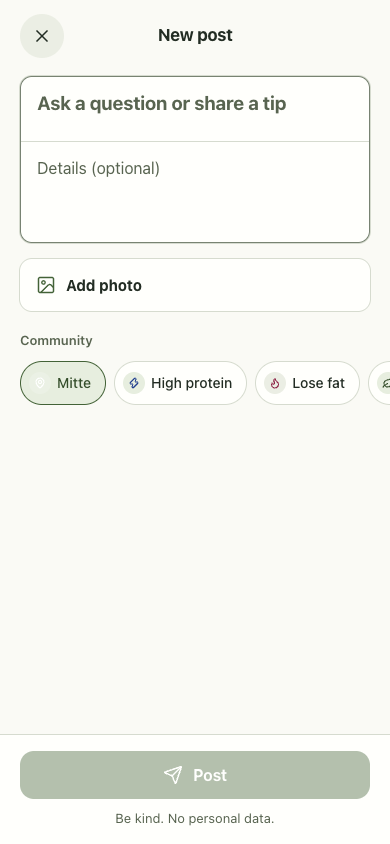 New post
Ask a question or share a tip
Details (optional)
Add photo
Community
Mitte
High protein
Lose fat
Post
Be kind. No personal data.